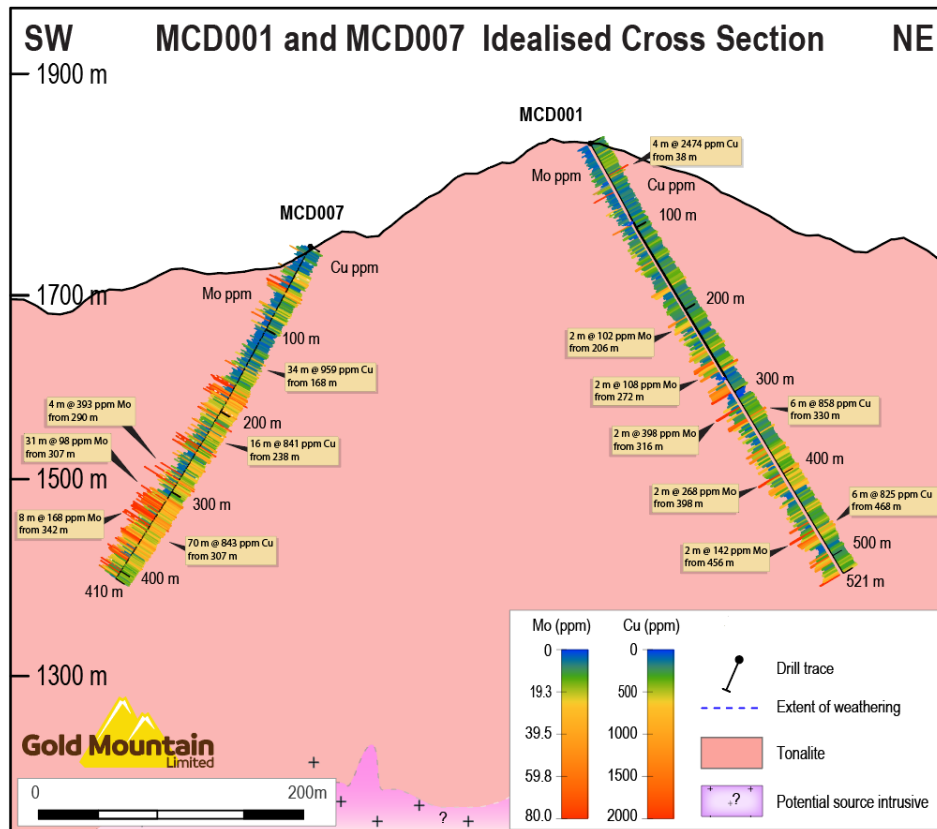 SW MCD001 and MCD007 Idealised Cross Section NE
1900 m
MCD001
4 m @ 2474 ppm Cu
from 38 m
Mo ppm
Cu ppm
MCD007
100 m
Cu ppm
Mo ppm
1700 m
200 m
100 m
2 m @ 102 ppm Mo
from 206 m
34 m @ 959 ppm Cu
from 168 m
2 m @ 108 ppm Mo
from 272 m
300 m
4 m @ 393 ppm Mo
from 290 m
6 m @ 858 ppm Cu
from 330 m
200 m
31 m @ 98 ppm Mo
from 307 m
16 m @ 841 ppm Cu
from 238 m
2 m @ 398 ppm Mo
from 316 m
400 m
1500 m
2 m @ 268 ppm Mo
from 398 m
6 m @ 825 ppm Cu
from 468 m
300 m
8 m @ 168 ppm Mo
from 342 m
70 m @ 843 ppm Cu
from 307 m
2 m @ 142 ppm Mo
from 456 m
500 m
400 m
410 m
521 m
1300 m
Mo (ppm)
0
19.3
39.5
59.8
80.0
Cu (ppm)
0
500
1000
1500
2000
Drill trace
Extent of weathering
Tonalite
?
Potential source intrusive
Gold Mountain
Limited
0 200m
?